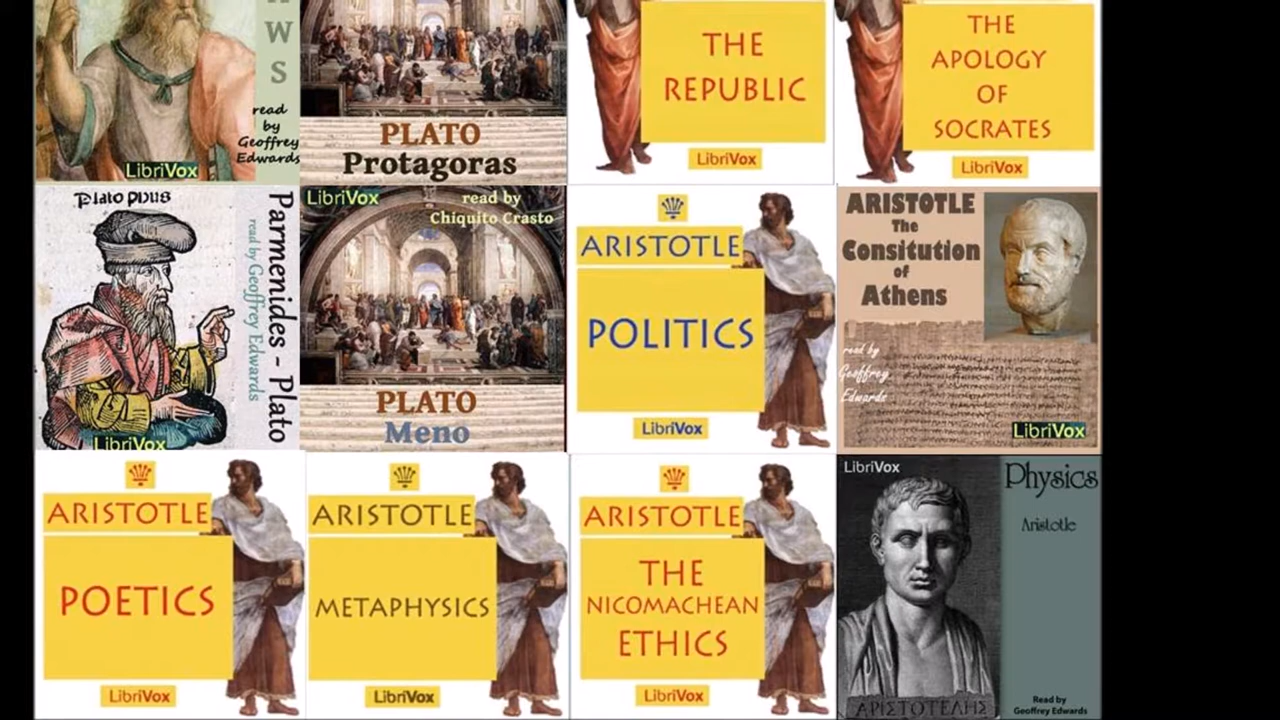 W
S
read
by
Geoffrey
Edwards
LibriVox
PLATO
Protagoras
THE
REPUBLIC
LibriVox
THE
APOLOGY
OF
SOCRATES
LibriVox
Parmenides - Plato
read by Geoffrey Edwards
LibriVox
LibriVox
read by
Chiquito Crasto
PLATO
Meno
ARISTOTLE
POLITICS
LibriVox
ARISTOTLE
The
Consitution
of
Athens
read by
Geoffrey
Edwards
LibriVox
ARISTOTLE
POETICS
LibriVox
ARISTOTLE
METAPHYSICS
LibriVox
ARISTOTLE
THE
NICOMACHEAN
ETHICS
LibriVox
LibriVox
Physics
Aristotle
ΑΡΙΣΤΟΤΕΛΗΣ
Read by
Geoffrey Edwards